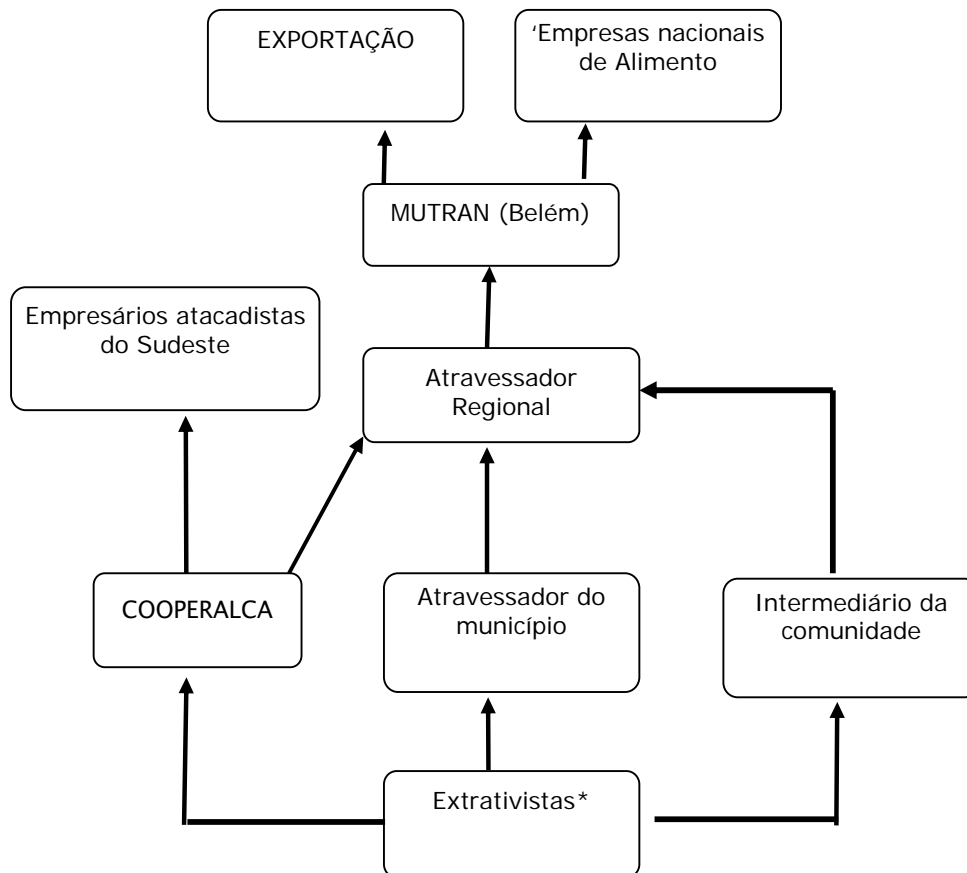 EXPORTAÇÃO
‘Empresas nacionais
de Alimento
MUTRAN (Belém)
Empresários atacadistas
do Sudeste
Atravessador
Regional
COOPERALCA
Atravessador do
município
Intermediário da
comunidade
Extrativistas*